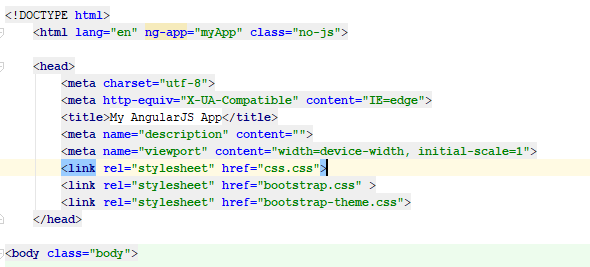 <!DOCTYPE html>
<html lang="en" ng-app="myApp" class="no-js">
<head>
<meta charset="utf-8">
<meta http-equiv="X-UA-Compatible" content="IE=edge">
<title>My AngularJS App</title>
<meta name="description" content="">
<meta name="viewport" content="width=device-width, initial-scale=1">
<link rel="stylesheet" href="css.css">
<link rel="stylesheet" href="bootstrap.css" >
<link rel="stylesheet" href="bootstrap-theme.css">
</head>
<body class="body">